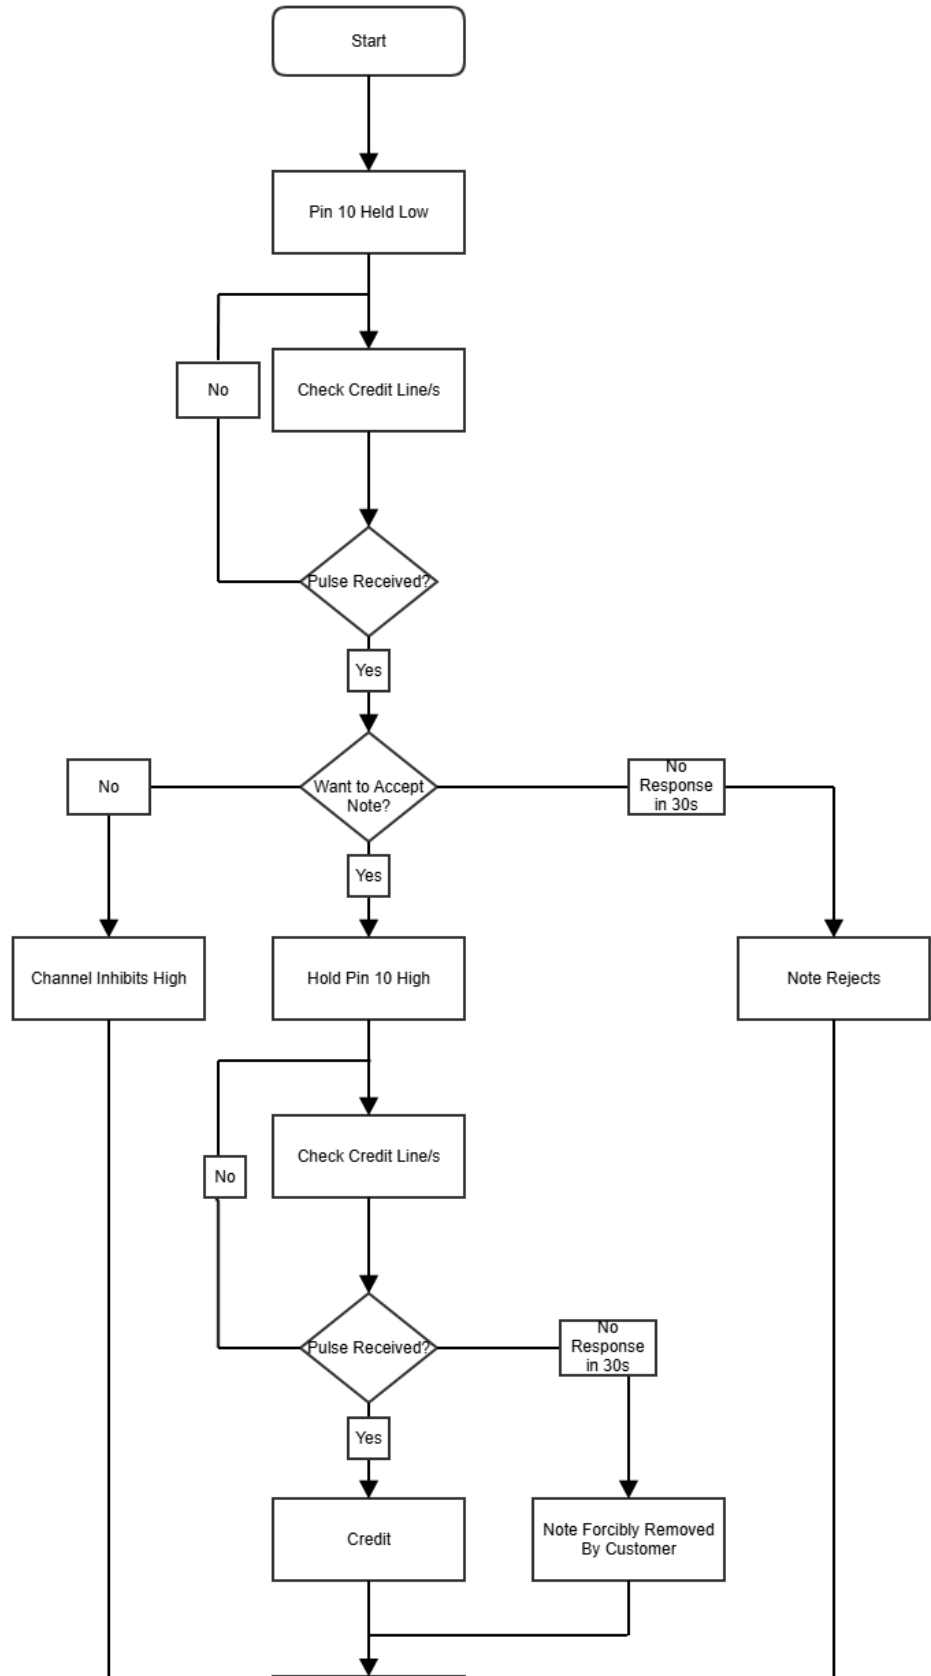 Start
Pin 10 Held Low
No
Check Credit Line/s
Pulse Received?
Yes
No
Want to Accept
Note?
No
Response
in 30s
Yes
Channel Inhibits High
Hold Pin 10 High
Note Rejects
Check Credit Line/s
No
Pulse Received?
No
Response
in 30s
Yes
Credit
Note Forcibly Removed
By Customer